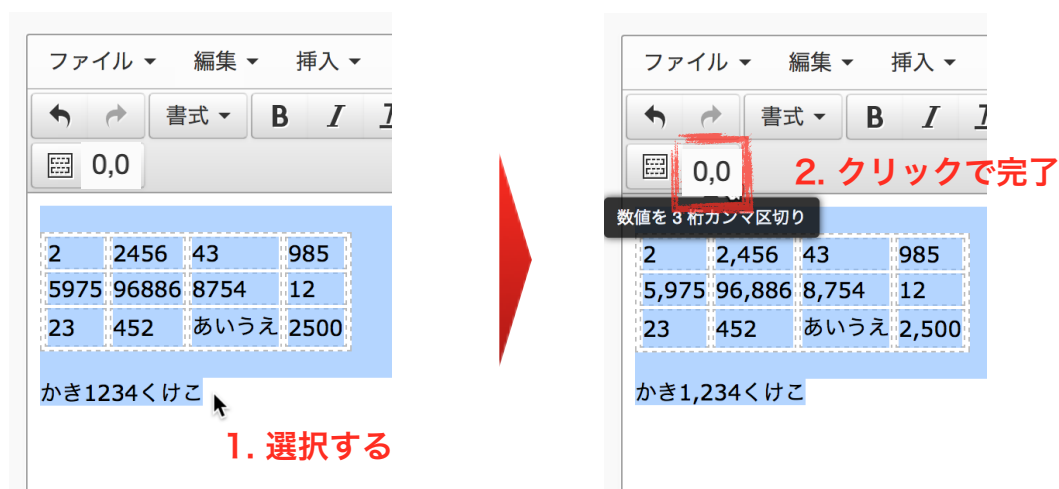 ファイル 編集 挿入
書式 B I T
0,0
2 2456 43 985
5975 96886 8754 12
23 452 あいうえ 2500
かき1234くけこ
1. 選択する
ファイル 編集 挿入
書式 B I T
0,0 2. クリックで完了
数値を 3 桁カンマ区切り
2 2,456 43 985
5,975 96,886 8,754 12
23 452 あいうえ 2,500
かき1,234くけこ